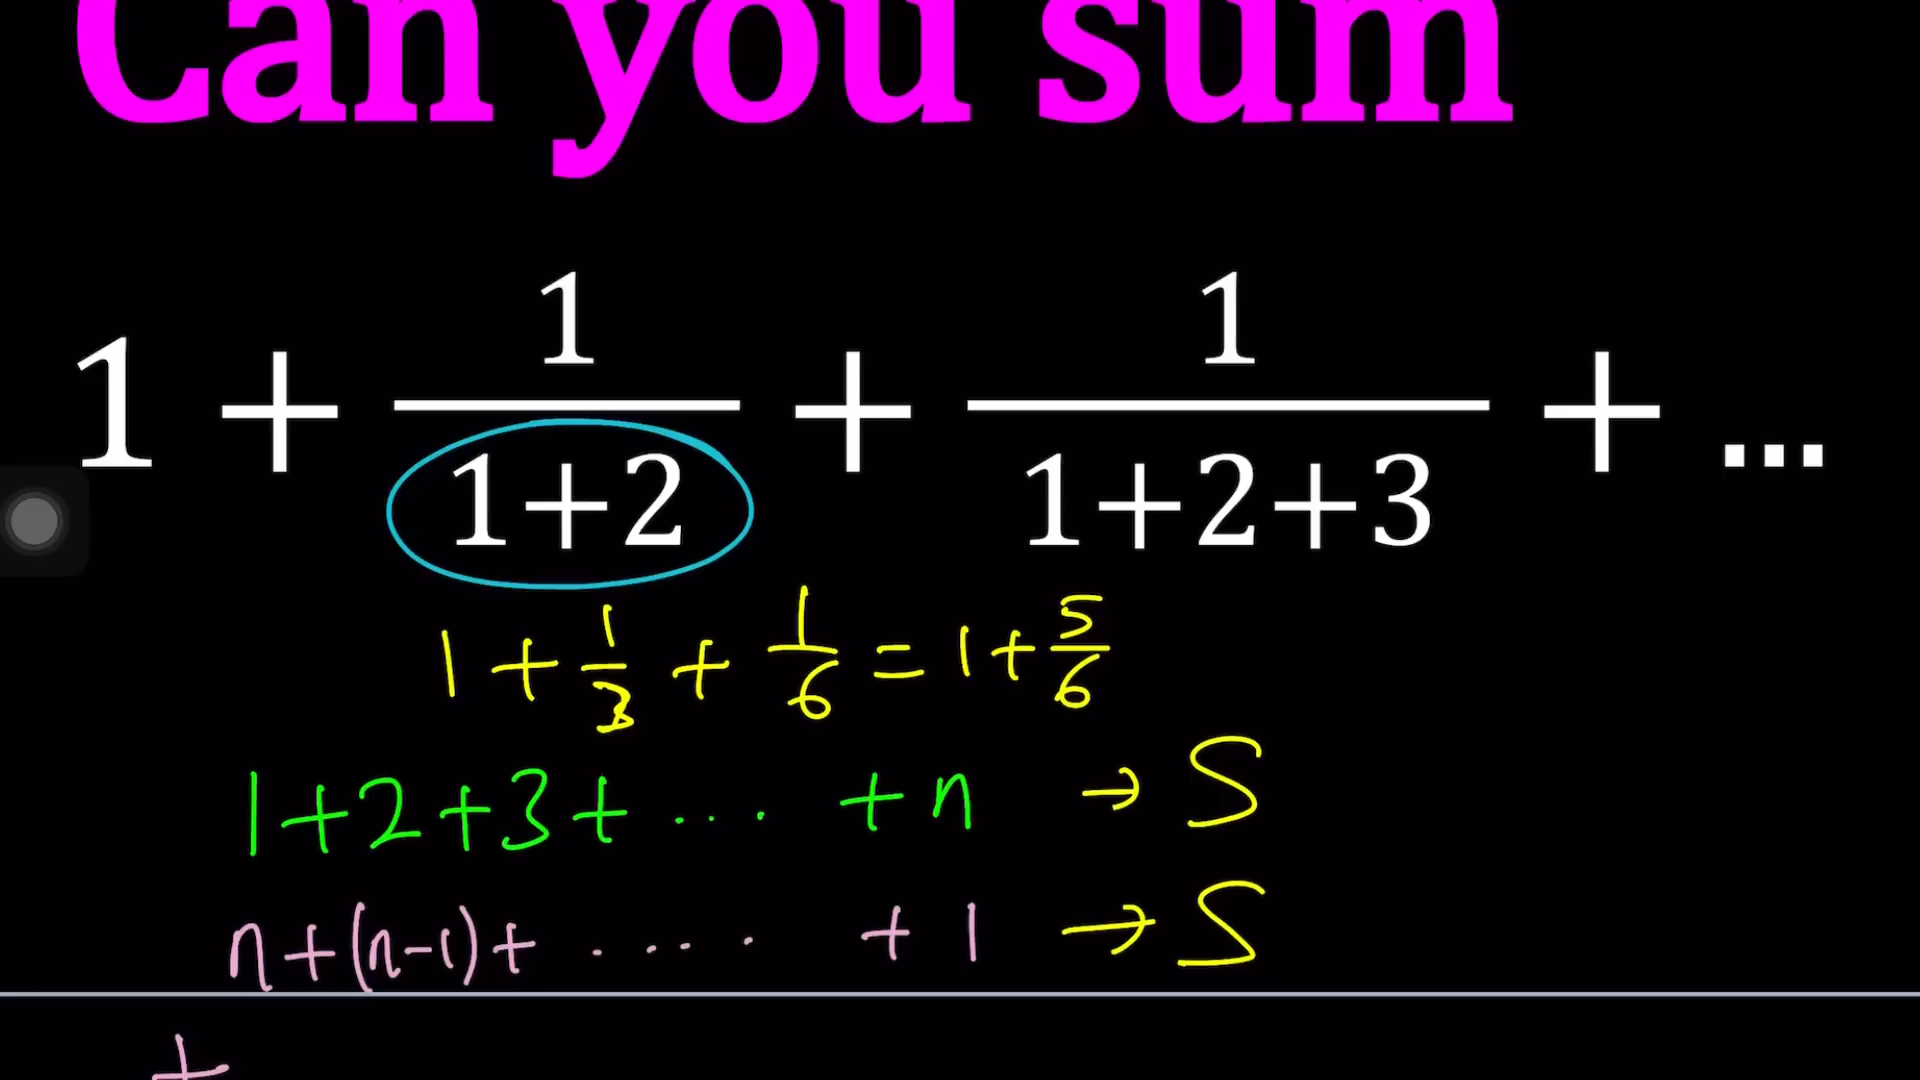 Can you sum
1 + 1/(1+2) + 1/(1+2+3) + ...
1 + 1/3 + 1/6 = 1 + 5/6
1+2+3+ ... +n → S
n+(n-1)+ .... +1 → S
+